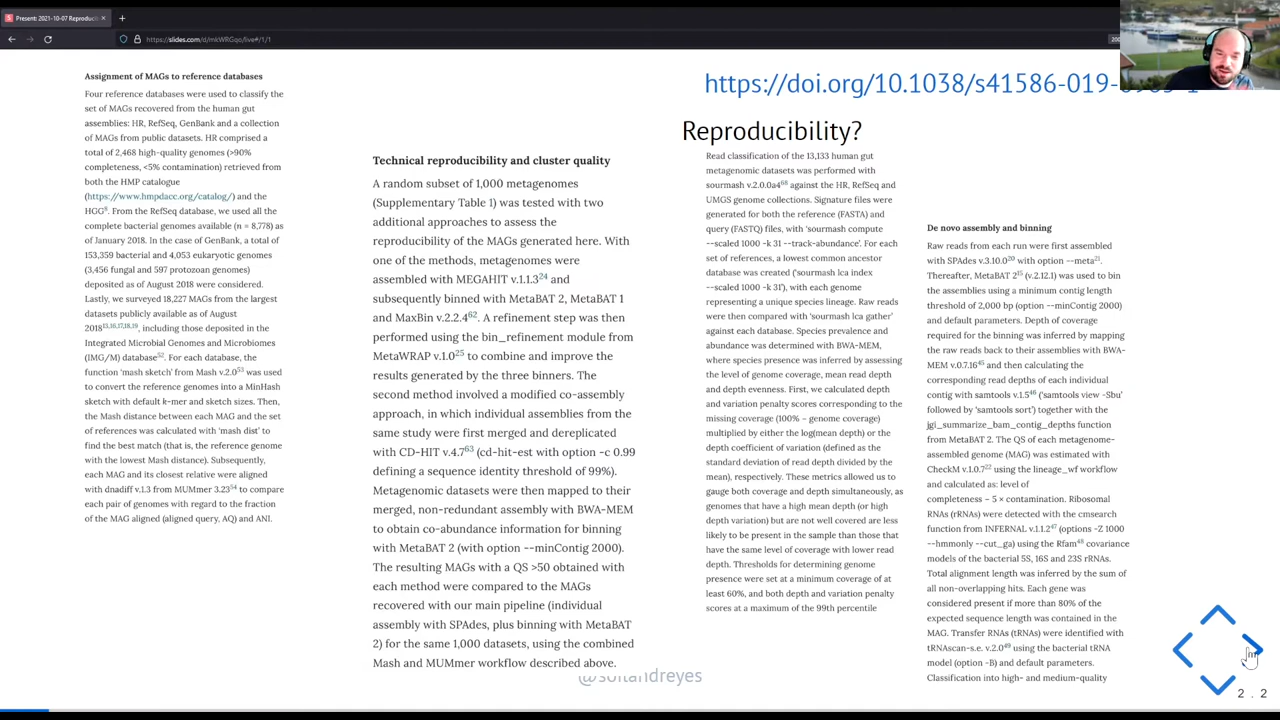 Present: 2021-10-07 Reproduci
https://slides.com/d/mkWRGqo/live#/1/1
200
https://doi.org/10.1038/s41586-019-
Reproducibility?
Assignment of MAGs to reference databases
Four reference databases were used to classify the
set of MAGs recovered from the human gut
assemblies: HR, RefSeq, GenBank and a collection
of MAGs from public datasets. HR comprised a
total of 2,468 high-quality genomes (>90%
completeness, <5% contamination) retrieved from
both the HMP catalogue
(https://www.hmpdacc.org/catalog/) and the
HGG8. From the RefSeq database, we used all the
complete bacterial genomes available (n = 8,778) as
of January 2018. In the case of GenBank, a total of
153,359 bacterial and 4,053 eukaryotic genomes
(3,456 fungal and 597 protozoan genomes)
deposited as of August 2018 were considered.
Lastly, we surveyed 18,227 MAGs from the largest
datasets publicly available as of August
201813,16,17,18,19, including those deposited in the
Integrated Microbial Genomes and Microbiomes
(IMG/M) database52. For each database, the
function ‘mash sketch’ from Mash v.2.053 was used
to convert the reference genomes into a MinHash
sketch with default k-mer and sketch sizes. Then,
the Mash distance between each MAG and the set
of references was calculated with ‘mash dist’ to
find the best match (that is, the reference genome
with the lowest Mash distance). Subsequently,
each MAG and its closest relative were aligned
with dnadiff v.1.3 from MUMmer 3.2354 to compare
each pair of genomes with regard to the fraction
of the MAG aligned (aligned query, AQ) and ANI.
Technical reproducibility and cluster quality
A random subset of 1,000 metagenomes
(Supplementary Table 1) was tested with two
additional approaches to assess the
reproducibility of the MAGs generated here. With
one of the methods, metagenomes were
assembled with MEGAHIT v.1.1.324 and
subsequently binned with MetaBAT 2, MetaBAT 1
and MaxBin v.2.2.462. A refinement step was then
performed using the bin_refinement module from
MetaWRAP v.1.025 to combine and improve the
results generated by the three binners. The
second method involved a modified co-assembly
approach, in which individual assemblies from the
same study were first merged and dereplicated
with CD-HIT v.4.763 (cd-hit-est with option -c 0.99
defining a sequence identity threshold of 99%).
Metagenomic datasets were then mapped to their
merged, non-redundant assembly with BWA-MEM
to obtain co-abundance information for binning
with MetaBAT 2 (with option --minContig 2000).
The resulting MAGs with a QS >50 obtained with
each method were compared to the MAGs
recovered with our main pipeline (individual
assembly with SPAdes, plus binning with MetaBAT
2) for the same 1,000 datasets, using the combined
Mash and MUMmer workflow described above.
Read classification of the 13,133 human gut
metagenomic datasets was performed with
sourmash v.2.0.0a468 against the HR, RefSeq and
UMGS genome collections. Signature files were
generated for both the reference (FASTA) and
query (FASTQ) files, with ‘sourmash compute
--scaled 1000 -k 31 --track-abundance’. For each
set of references, a lowest common ancestor
database was created (‘sourmash lca index
--scaled 1000 -k 31’), with each genome
representing a unique species lineage. Raw reads
were then compared with ‘sourmash lca gather’
against each database. Species prevalence and
abundance was determined with BWA-MEM,
where species presence was inferred by assessing
the level of genome coverage, mean read depth
and depth evenness. First, we calculated depth
and variation penalty scores corresponding to the
missing coverage (100% − genome coverage)
multiplied by either the log(mean depth) or the
depth coefficient of variation (defined as the
standard deviation of read depth divided by the
mean), respectively. These metrics allowed us to
gauge both coverage and depth simultaneously, as
genomes that have a high mean depth (or high
depth variation) but are not well covered are less
likely to be present in the sample than those that
have the same level of coverage with lower read
depth. Thresholds for determining genome
presence were set at a minimum coverage of at
least 60%, and both depth and variation penalty
scores at a maximum of the 99th percentile
De novo assembly and binning
Raw reads from each run were first assembled
with SPAdes v.3.10.020 with option --meta21.
Thereafter, MetaBAT 215 (v.2.12.1) was used to bin
the assemblies using a minimum contig length
threshold of 2,000 bp (option --minContig 2000)
and default parameters. Depth of coverage
required for the binning was inferred by mapping
the raw reads back to their assemblies with BWA-
MEM v.0.7.1645 and then calculating the
corresponding read depths of each individual
contig with samtools v.1.546 (‘samtools view -Sbu’
followed by ‘samtools sort’) together with the
jgi_summarize_bam_contig_depths function
from MetaBAT 2. The QS of each metagenome-
assembled genome (MAG) was estimated with
CheckM v.1.0.722 using the lineage_wf workflow
and calculated as: level of
completeness − 5 × contamination. Ribosomal
RNAs (rRNAs) were detected with the cmsearch
function from INFERNAL v.1.1.247 (options -Z 1000
--hmmonly --cut_ga) using the Rfam48 covariance
models of the bacterial 5S, 16S and 23S rRNAs.
Total alignment length was inferred by the sum of
all non-overlapping hits. Each gene was
considered present if more than 80% of the
expected sequence length was contained in the
MAG. Transfer RNAs (tRNAs) were identified with
tRNAscan-s.e. v.2.049 using the bacterial tRNA
model (option -B) and default parameters.
Classification into high- and medium-quality
@softandreyes
2 . 2